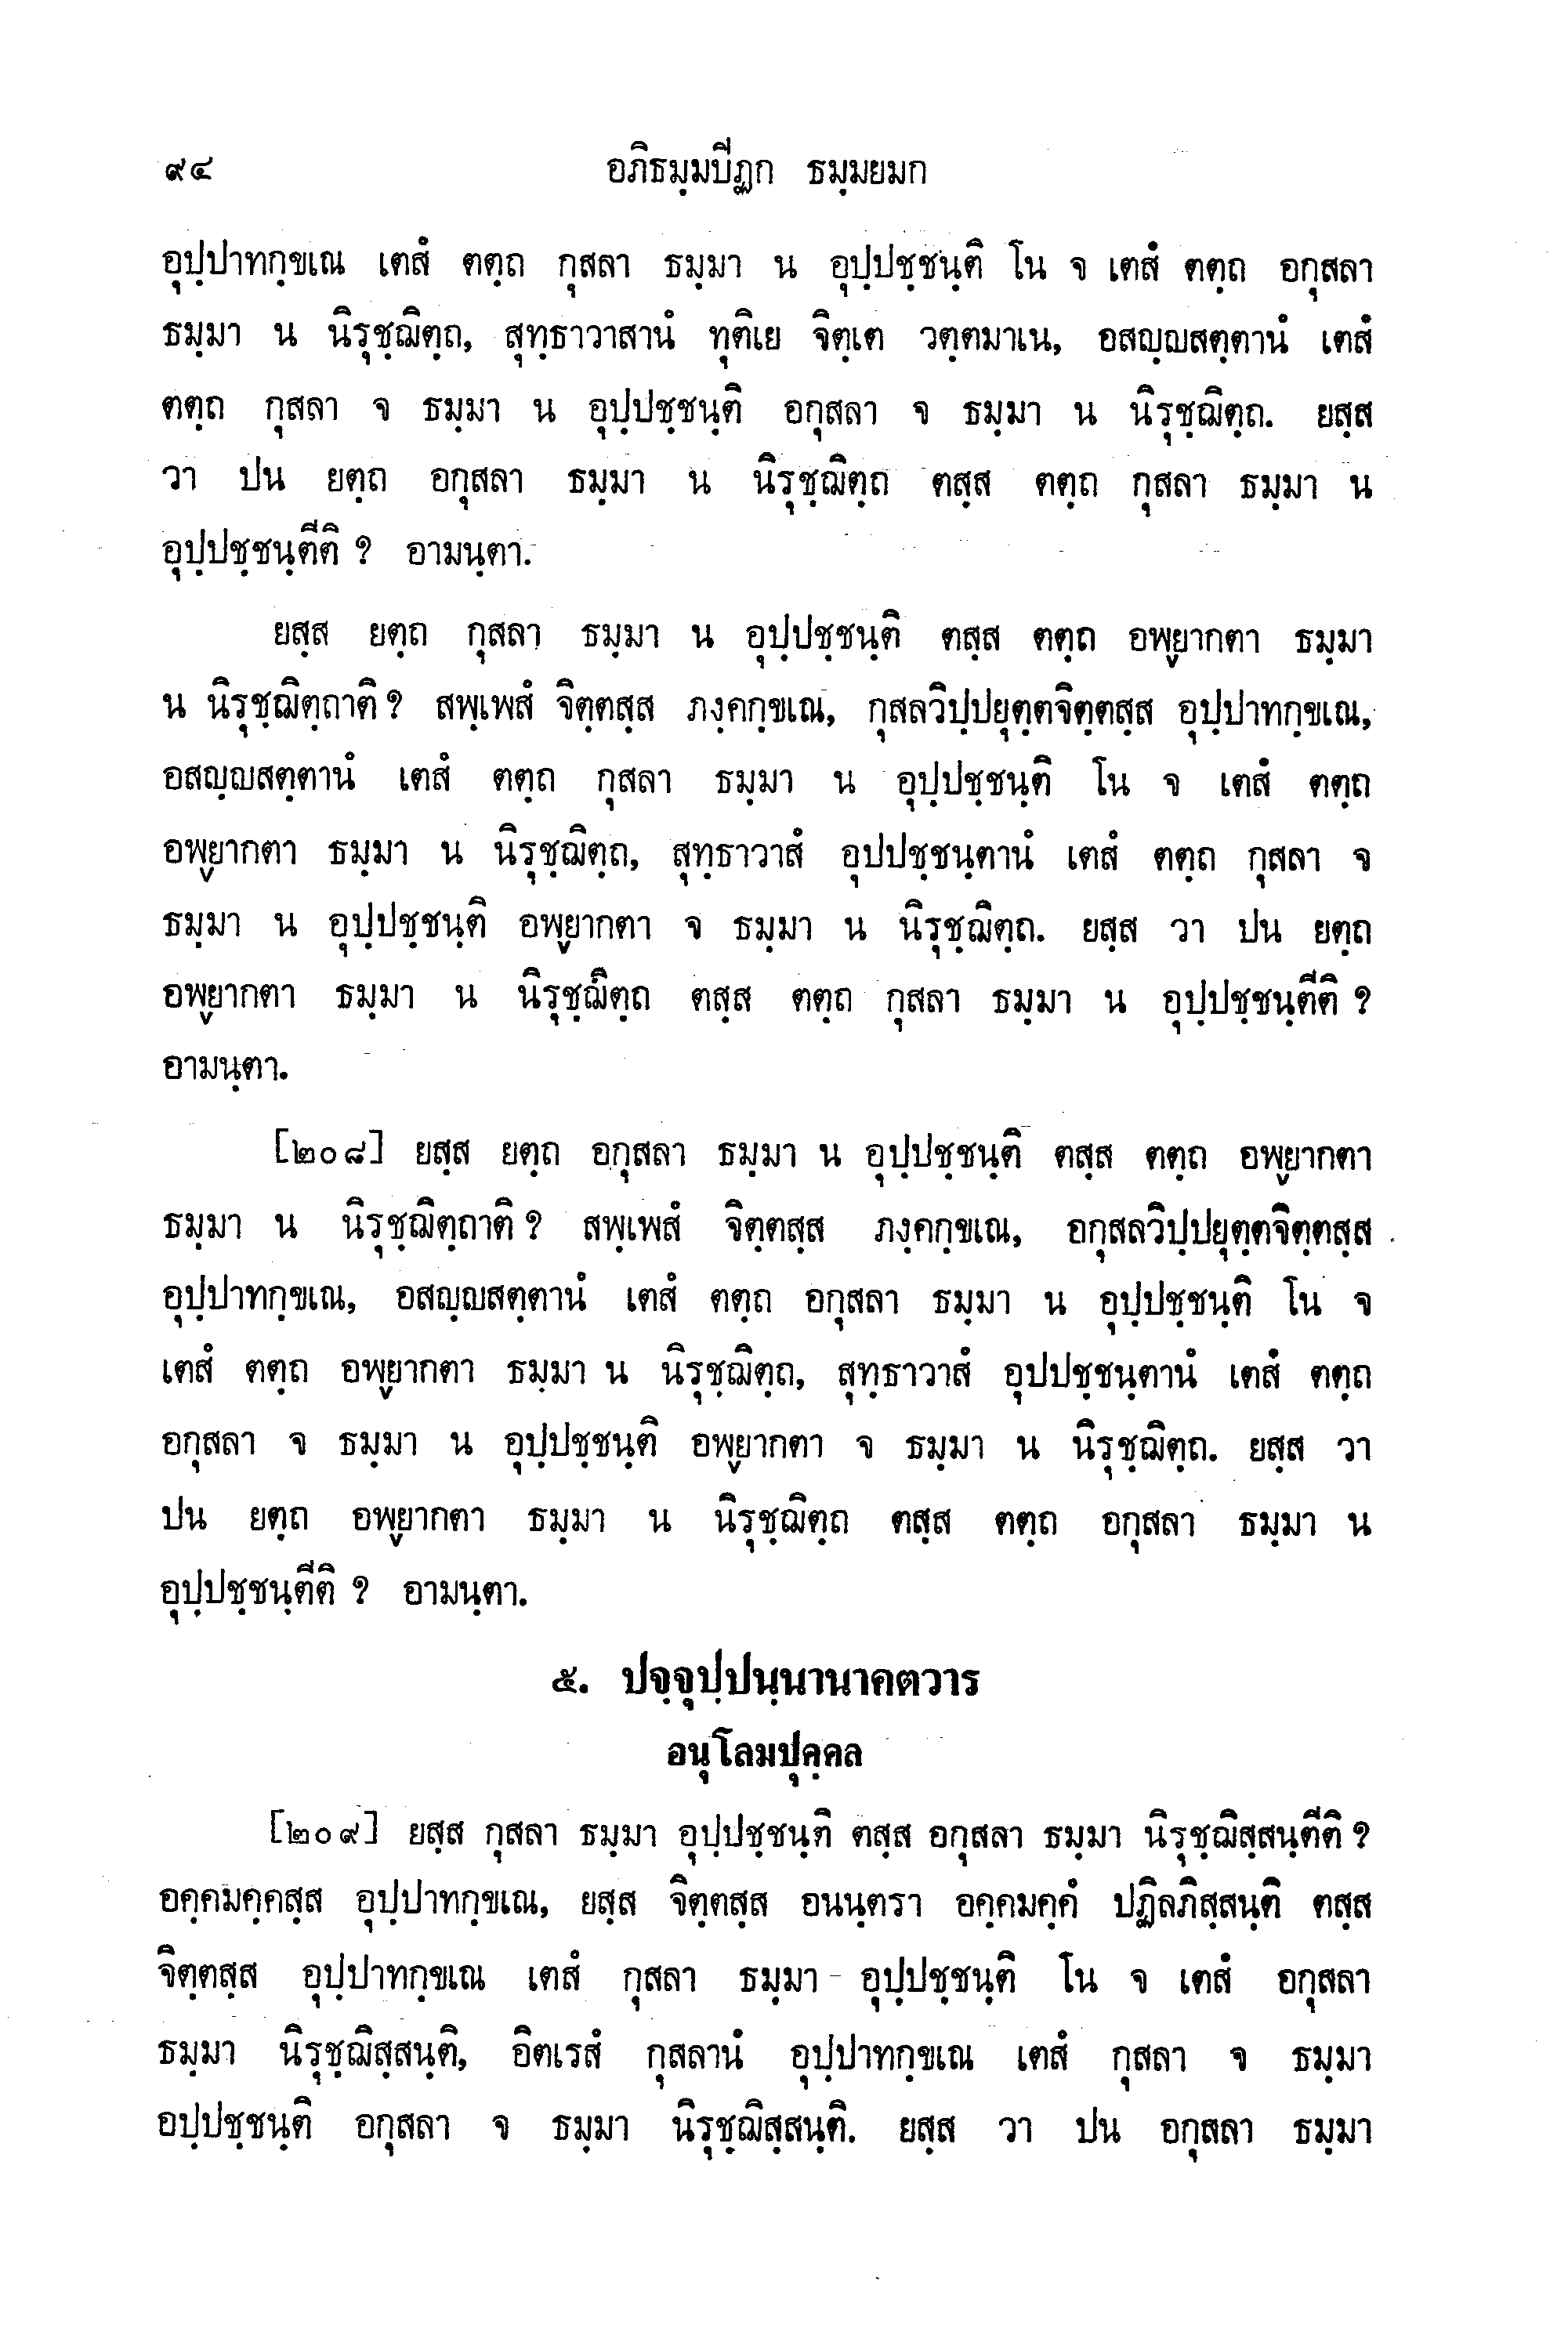 ๙๔ อภิธมฺมปีฏก ธมฺมยมก
อุปฺปาทกฺขเณ เตสํ ตตฺถ กุสลา ธมฺมา น อุปฺปชฺชนฺติ โน จ เตสํ ตตฺถ อกุสลา
ธมฺมา น นิรุชฺฌิตฺถ, สุทฺธาวาสานํ ทุติเย จิตฺเต วตฺตมาเน, อสญฺญสตฺตานํ เตสํ
ตตฺถ กุสลา จ ธมฺมา น อุปฺปชฺชนฺติ อกุสลา จ ธมฺมา น นิรุชฺฌิตฺถ. ยสฺส
วา ปน ยตฺถ อกุสลา ธมฺมา น นิรุชฺฌิตฺถ ตสฺส ตตฺถ กุสลา ธมฺมา น
อุปฺปชฺชนฺตีติ ? อามนฺตา.
ยสฺส ยตฺถ กุสลา ธมฺมา น อุปฺปชฺชนฺติ ตสฺส ตตฺถ อพฺยากตา ธมฺมา
น นิรุชฺฌิตฺถาติ ? สพฺเพสํ จิตฺตสฺส ภงฺคกฺขเณ, กุสลวิปฺปยุตฺตจิตฺตสฺส อุปฺปาทกฺขเณ,
อสญฺญสตฺตานํ เตสํ ตตฺถ กุสลา ธมฺมา น อุปฺปชฺชนฺติ โน จ เตสํ ตตฺถ
อพฺยากตา ธมฺมา น นิรุชฺฌิตฺถ, สุทฺธาวาสํ อุปปชฺชนฺตานํ เตสํ ตตฺถ กุสลา จ
ธมฺมา น อุปฺปชฺชนฺติ อพฺยากตา จ ธมฺมา น นิรุชฺฌิตฺถ. ยสฺส วา ปน ยตฺถ
อพฺยากตา ธมฺมา น นิรุชฺฌิตฺถ ตสฺส ตตฺถ กุสลา ธมฺมา น อุปฺปชฺชนฺตีติ ?
อามนฺตา.
[๒๐๘] ยสฺส ยตฺถ อกุสลา ธมฺมา น อุปฺปชฺชนฺติ ตสฺส ตตฺถ อพฺยากตา
ธมฺมา น นิรุชฺฌิตฺถาติ ? สพฺเพสํ จิตฺตสฺส ภงฺคกฺขเณ, อกุสลวิปฺปยุตฺตจิตฺตสฺส
อุปฺปาทกฺขเณ, อสญฺญสตฺตานํ เตสํ ตตฺถ อกุสลา ธมฺมา น อุปฺปชฺชนฺติ โน จ
เตสํ ตตฺถ อพฺยากตา ธมฺมา น นิรุชฺฌิตฺถ, สุทฺธาวาสํ อุปปชฺชนฺตานํ เตสํ ตตฺถ
อกุสลา จ ธมฺมา น อุปฺปชฺชนฺติ อพฺยากตา จ ธมฺมา น นิรุชฺฌิตฺถ. ยสฺส วา
ปน ยตฺถ อพฺยากตา ธมฺมา น นิรุชฺฌิตฺถ ตสฺส ตตฺถ อกุสลา ธมฺมา น
อุปฺปชฺชนฺตีติ ? อามนฺตา.
๕. ปจฺจุปฺปนฺนานาคตวาร
อนุโลมปุคฺคล
[๒๐๙] ยสฺส กุสลา ธมฺมา อุปฺปชฺชนฺติ ตสฺส อกุสลา ธมฺมา นิรุชฺฌิสฺสนฺตีติ ?
อคฺคมคฺคสฺส อุปฺปาทกฺขเณ, ยสฺส จิตฺตสฺส อนนฺตรา อคฺคมคฺคํ ปฏิลภิสฺสนฺติ ตสฺส
จิตฺตสฺส อุปฺปาทกฺขเณ เตสํ กุสลา ธมฺมา อุปฺปชฺชนฺติ โน จ เตสํ อกุสลา
ธมฺมา นิรุชฺฌิสฺสนฺติ, อิตเรสํ กุสลานํ อุปฺปาทกฺขเณ เตสํ กุสลา จ ธมฺมา
อปฺปชฺชนฺติ อกุสลา จ ธมฺมา นิรุชฺฌิสฺสนฺติ. ยสฺส วา ปน อกุสลา ธมฺมา